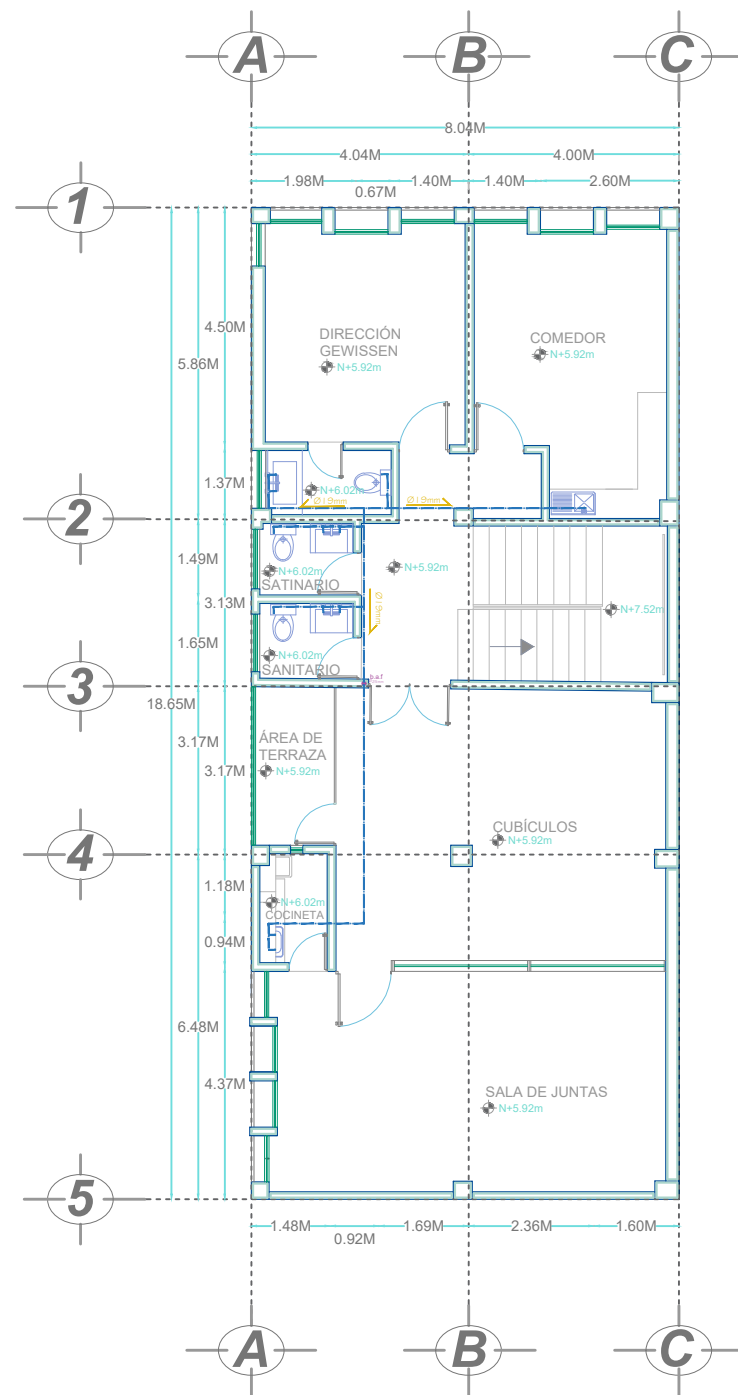 A B C
8.04M
4.04M 4.00M
1.98M 1.40M 1.40M 2.60M
0.67M
1
4.50M
DIRECCIÓN
GEWISSEN
N+5.92m
COMEDOR
N+5.92m
5.86M
1.37M
N+6.02m
Ø19mm
Ø19mm
2
1.49M
N+6.02m
SATINARIO
N+5.92m
3.13M
Ø19mm
N+7.52m
1.65M
N+6.02m
SANITARIO
b.a.f
3
18.65M
3.17M
3.17M
ÁREA DE
TERRAZA
N+5.92m
CUBÍCULOS
N+5.92m
4
1.18M
N+6.02m
COCINETA
0.94M
6.48M
4.37M
SALA DE JUNTAS
N+5.92m
5
1.48M 1.69M 2.36M 1.60M
0.92M
A B C